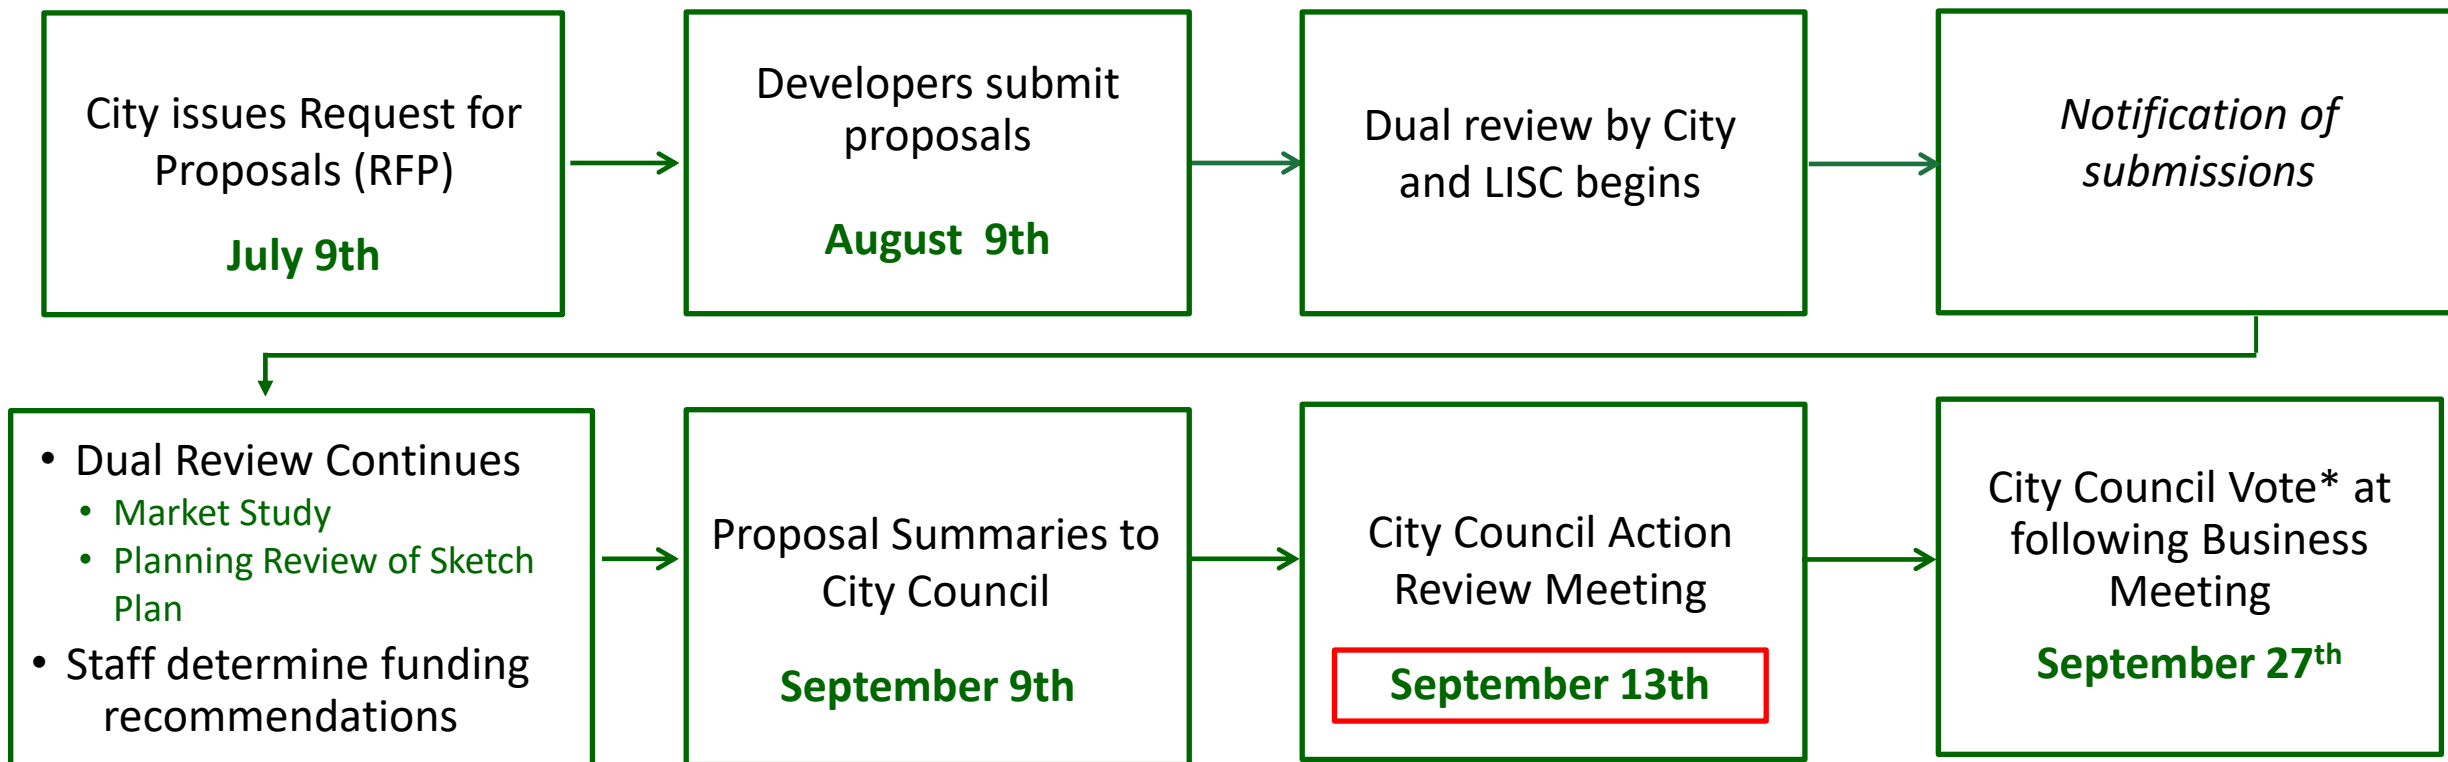 City issues Request for
Proposals (RFP)
July 9th
Developers submit
proposals
August  9th
Dual review by City
and LISC begins
Notification of
submissions
• Dual Review Continues
• Market Study
• Planning Review of Sketch
Plan
• Staff determine funding
recommendations
Proposal Summaries to
City Council
September 9th
City Council Action
Review Meeting
September 13th
City Council Vote* at
following Business
Meeting
September 27th